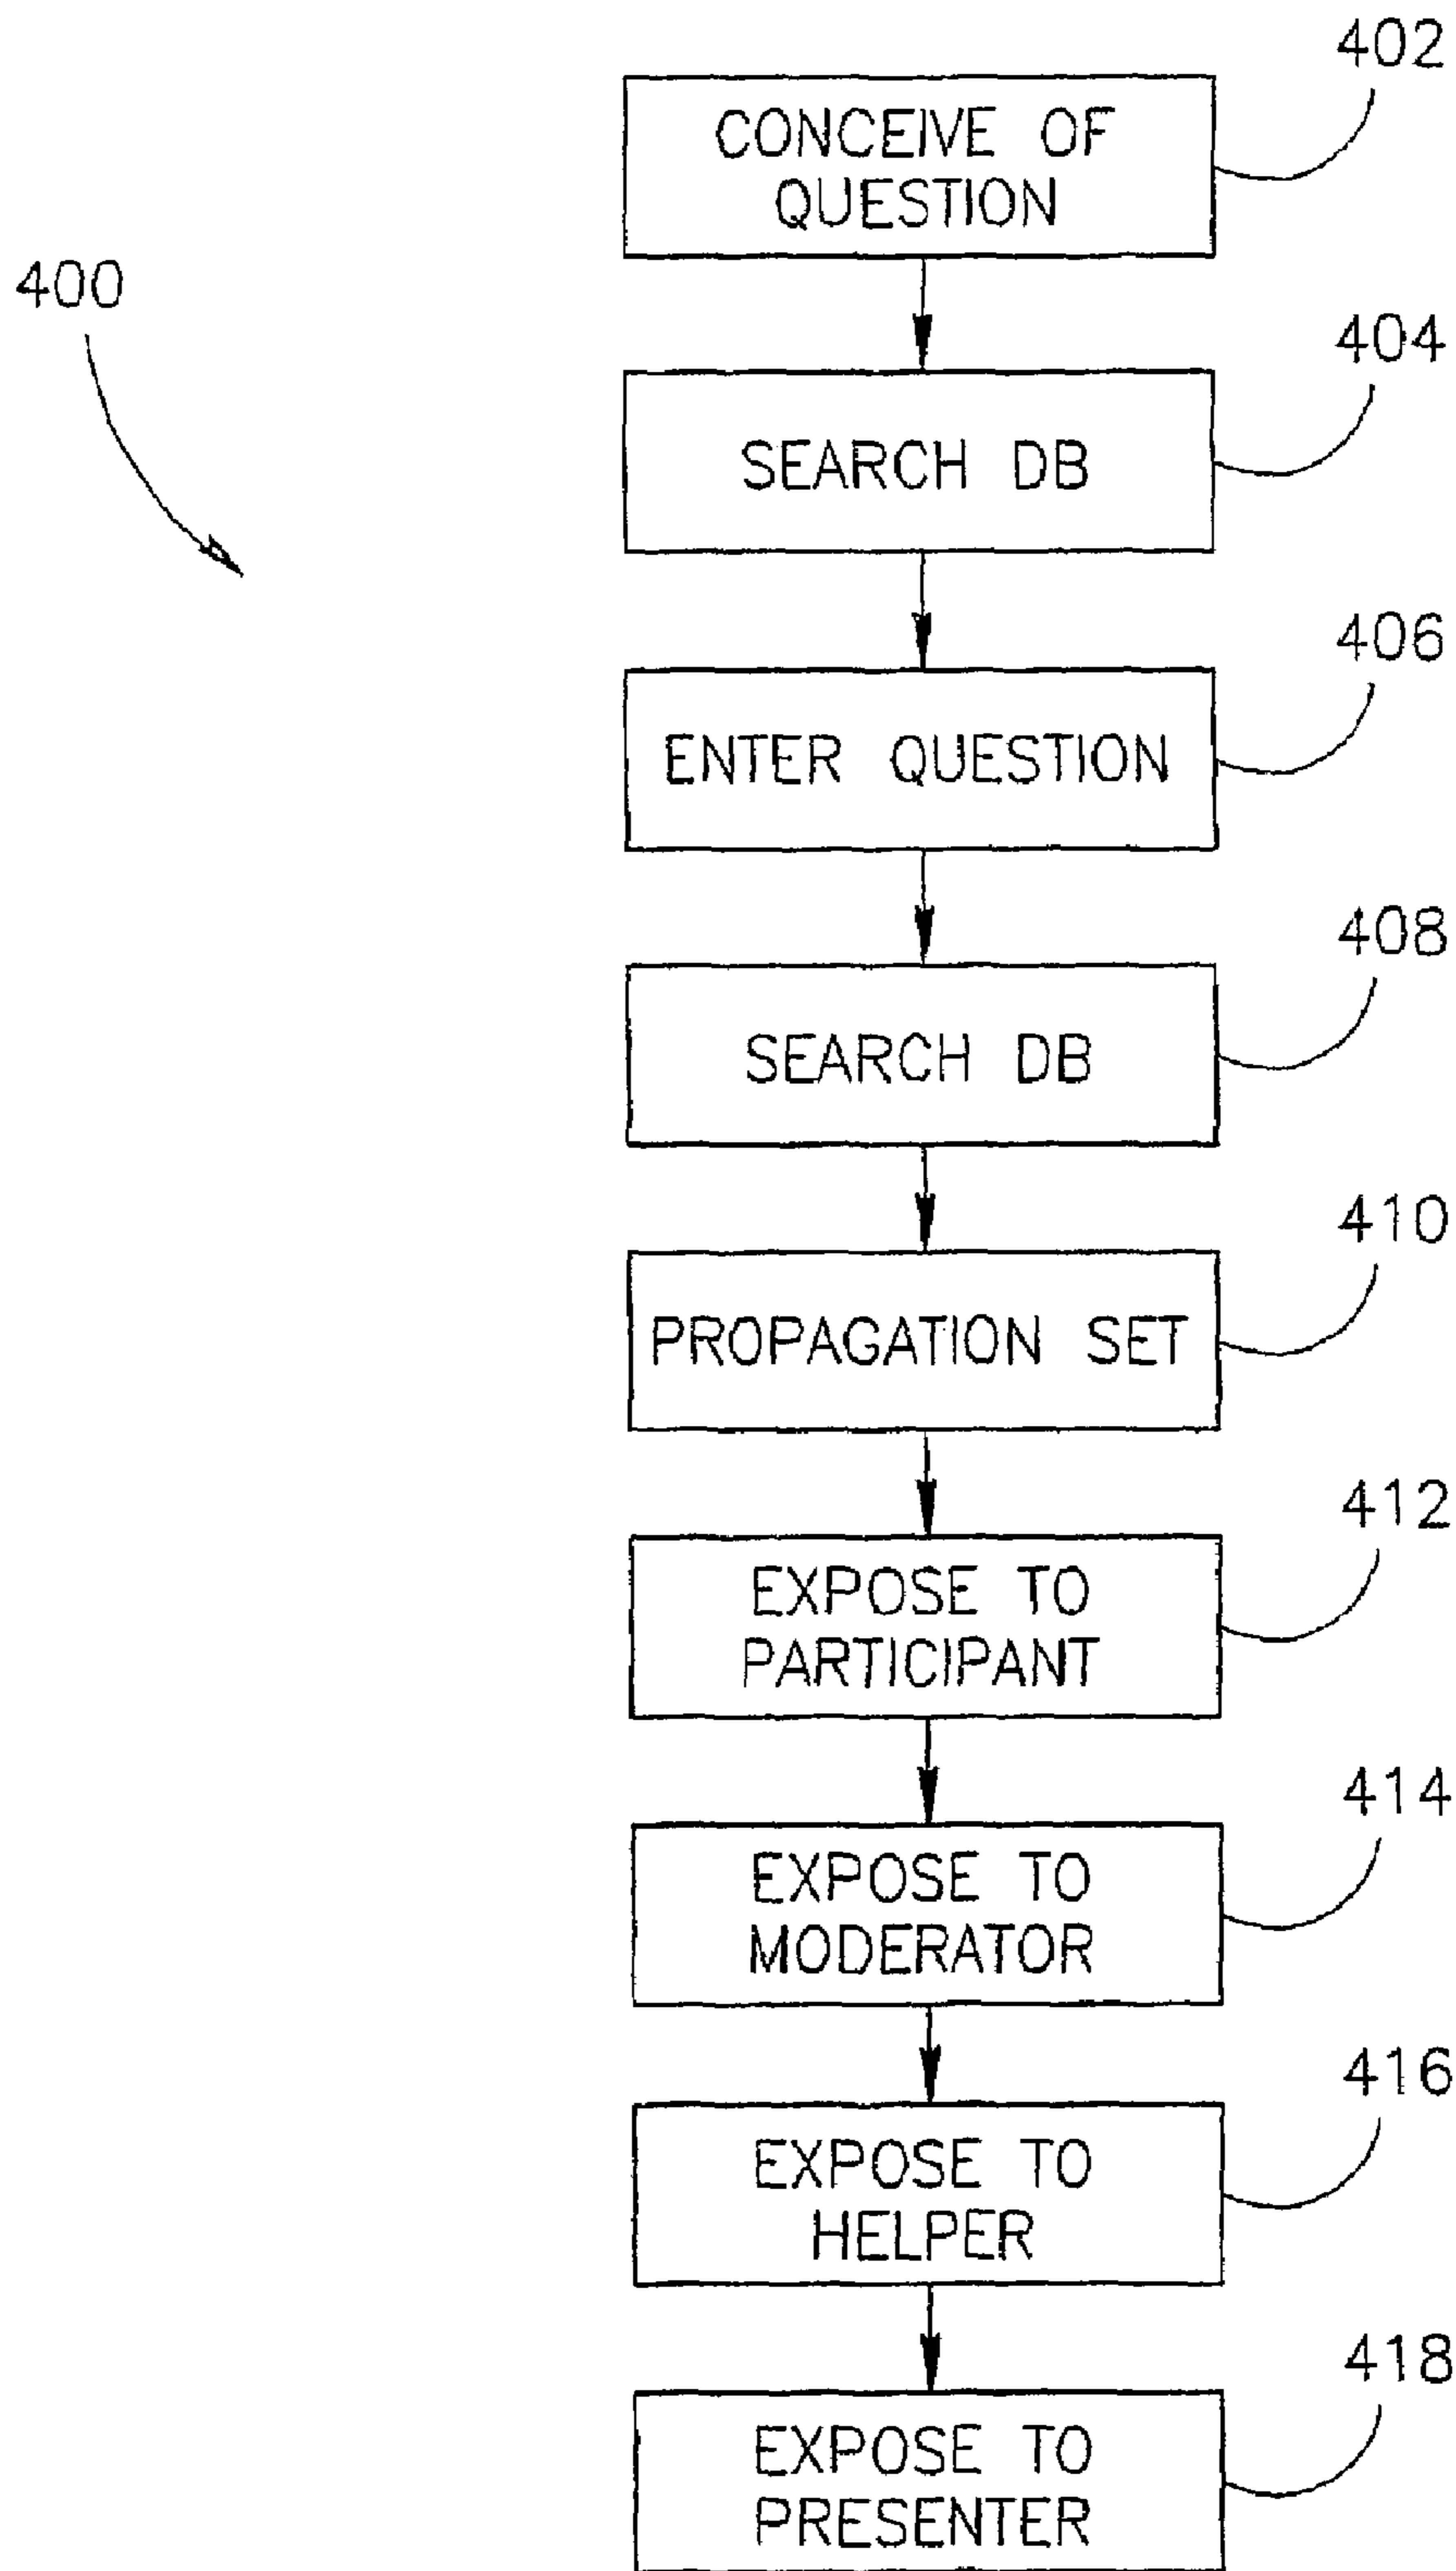 402
CONCEIVE OF
QUESTION
400
404
SEARCH DB
406
ENTER QUESTION
408
SEARCH DB
410
PROPAGATION SET
412
EXPOSE TO
PARTICIPANT
414
EXPOSE TO
MODERATOR
416
EXPOSE TO
HELPER
418
EXPOSE TO
PRESENTER